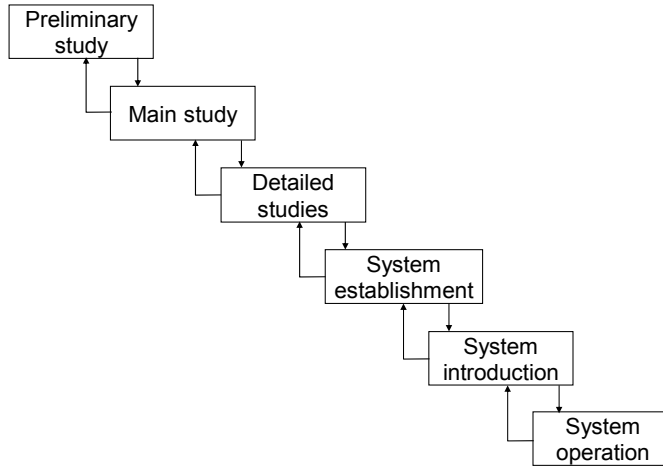 Preliminary
study
Main study
Detailed
studies
System
establishment
System
introduction
System
operation